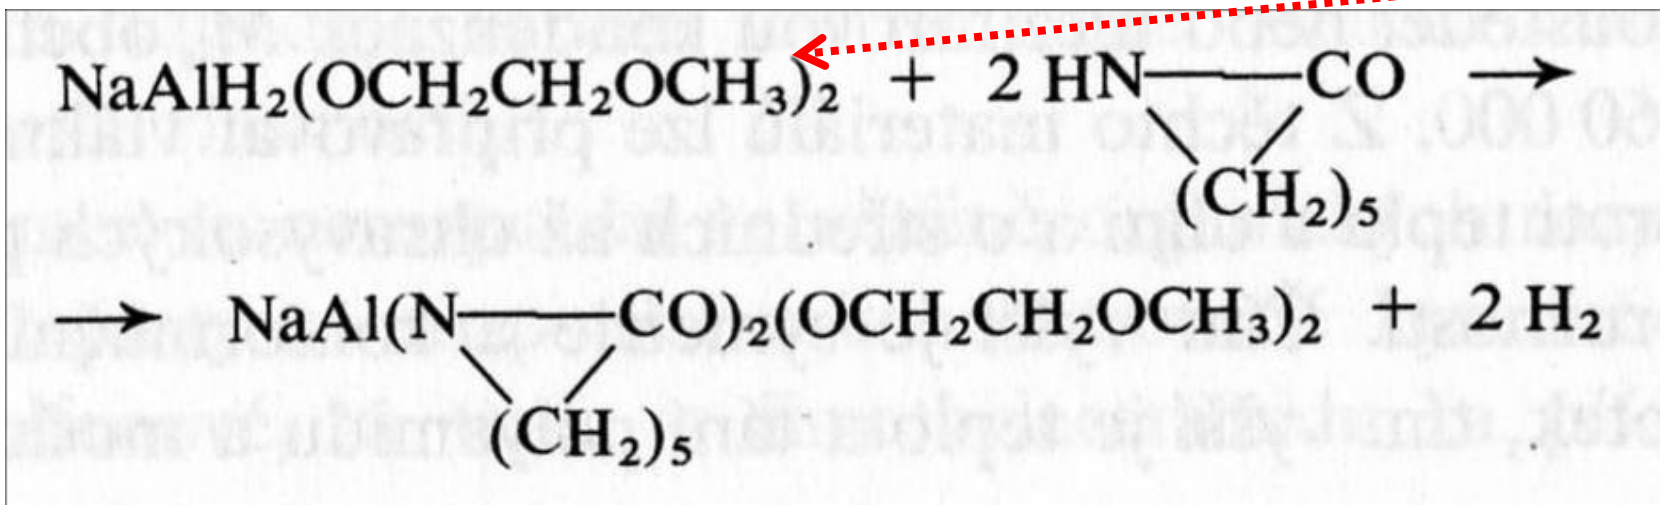 NaAlH₂(OCH₂CH₂OCH₃)₂ + 2 HN—CO →
(CH₂)₅
→ NaAl(N—CO)₂(OCH₂CH₂OCH₃)₂ + 2 H₂
(CH₂)₅